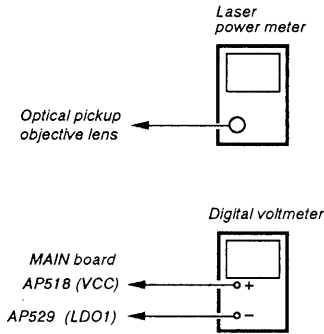 Laser
power meter
Optical pickup
objective lens
Digital voltmeter
MAIN board
AP518 (VCC)
+
AP529 (LDO1)
−